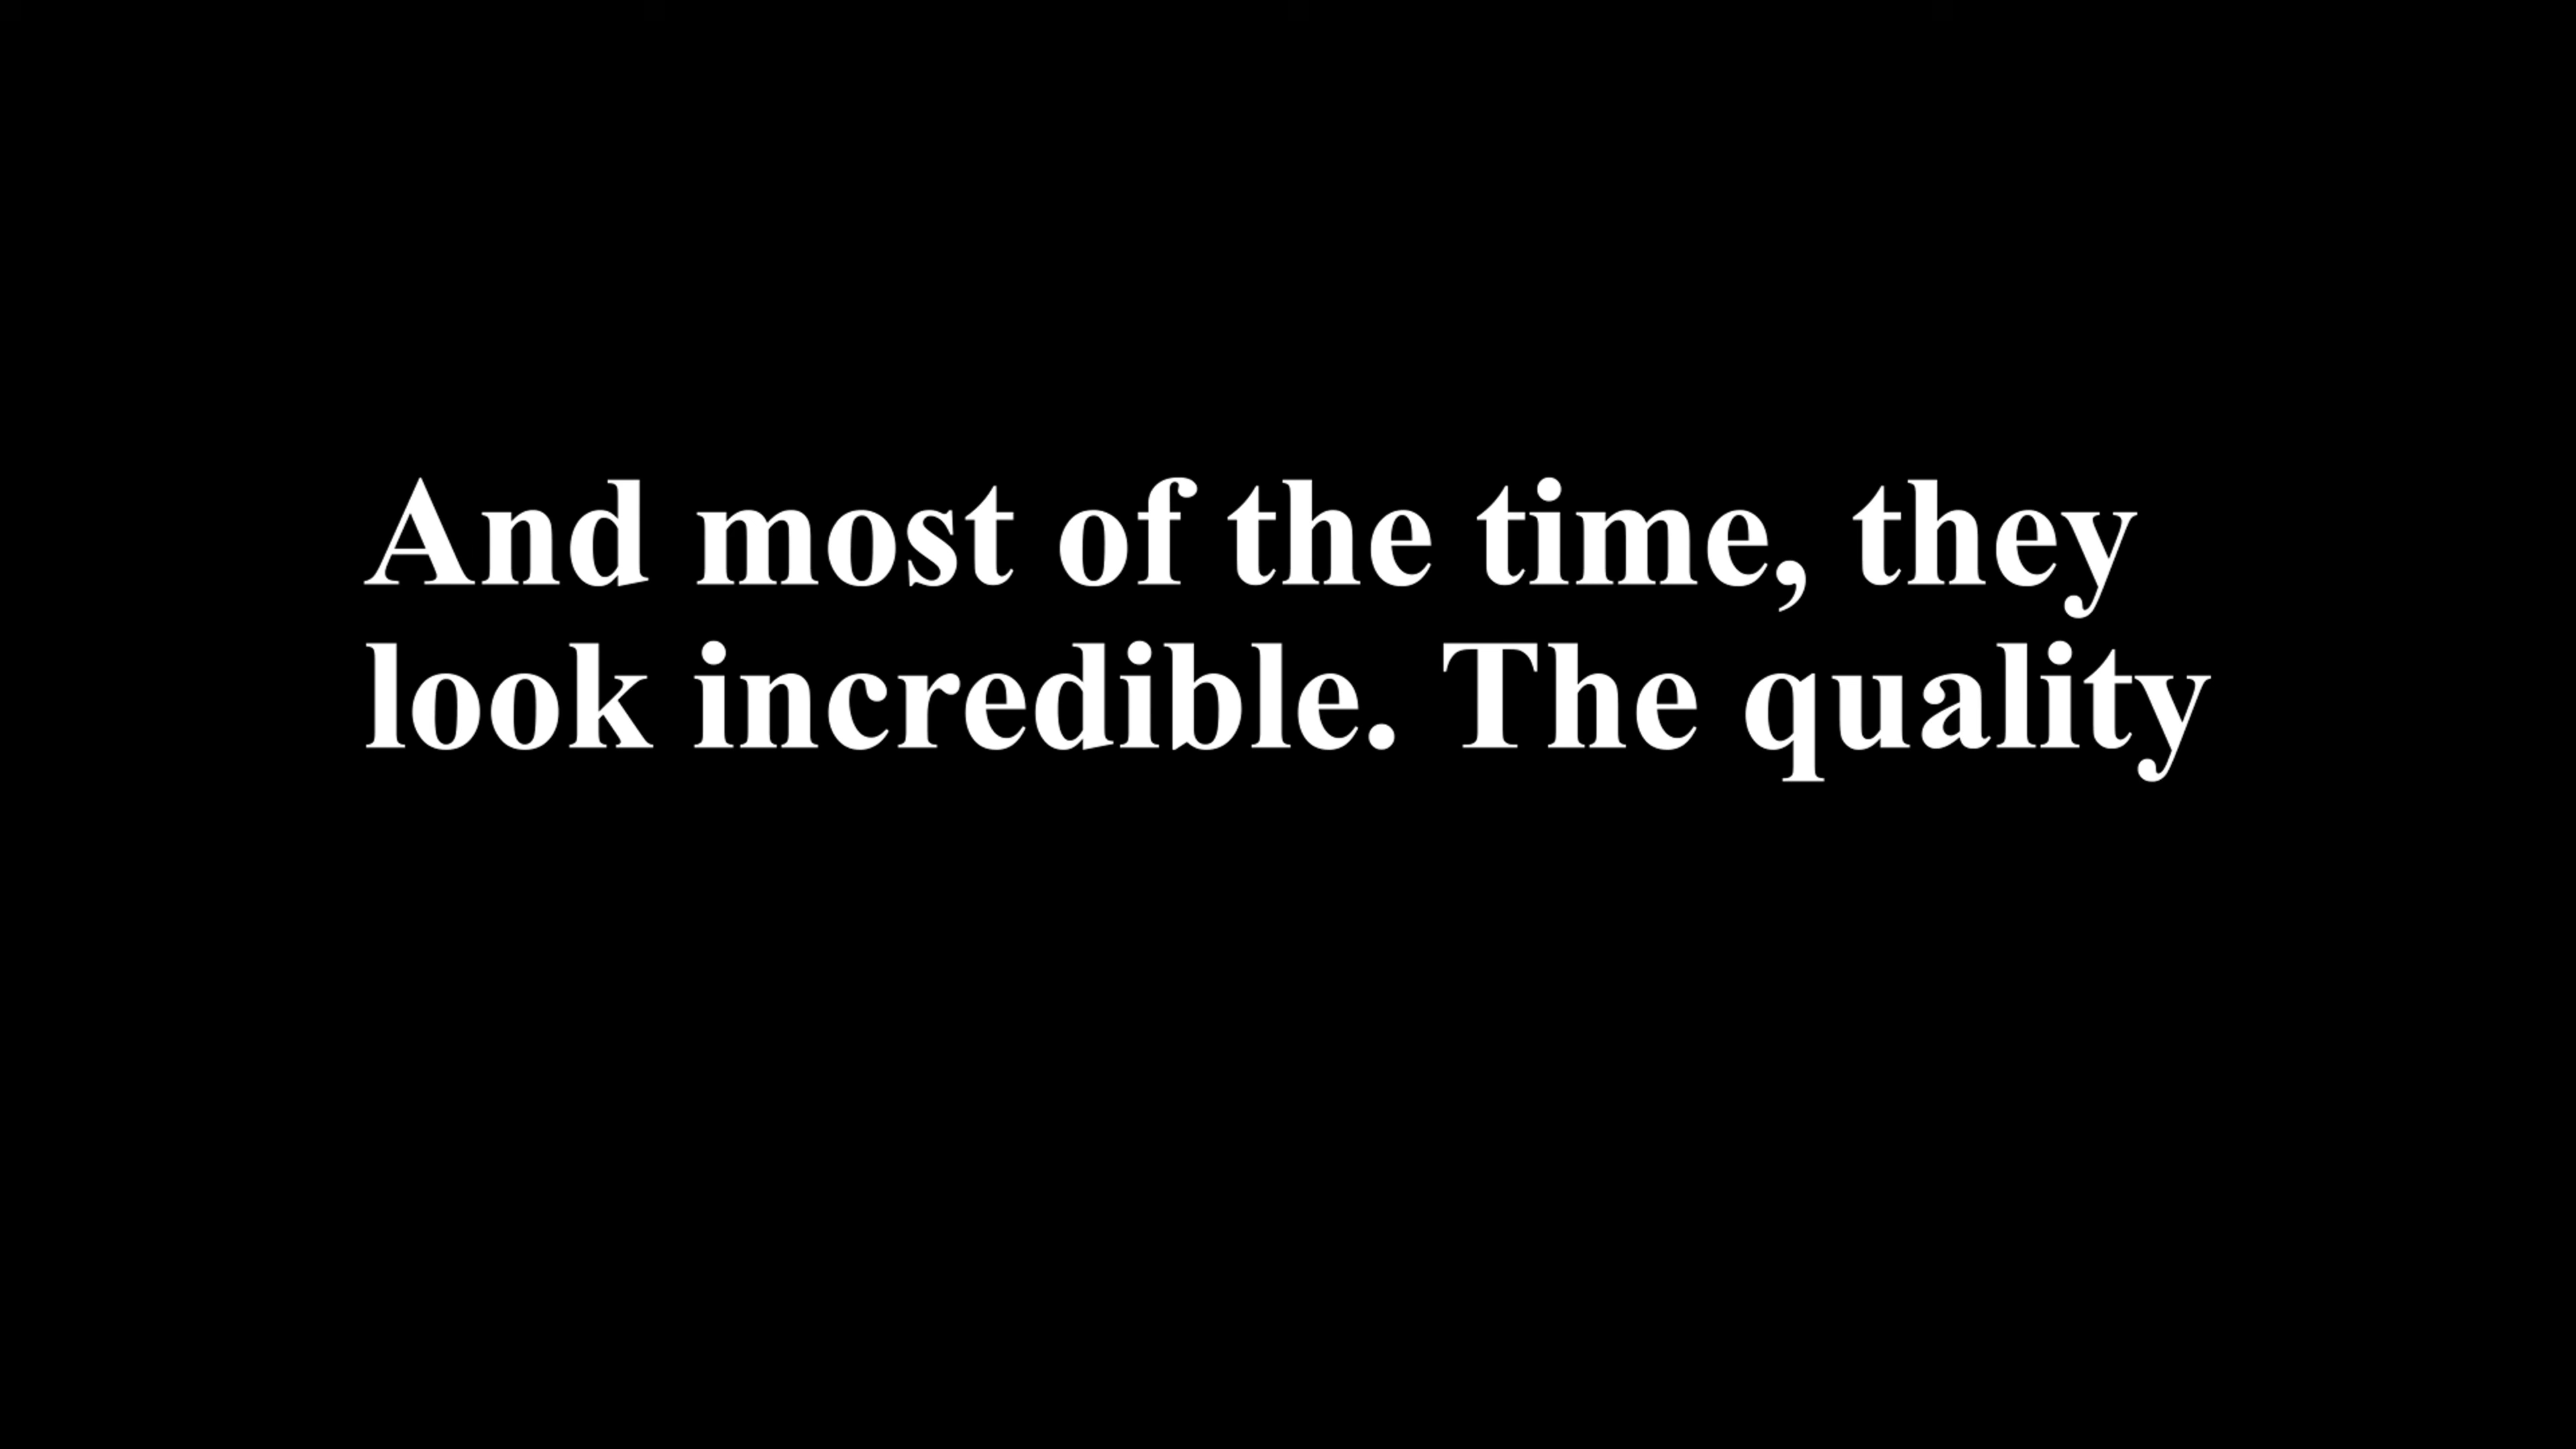 And most of the time, they
look incredible. The quality